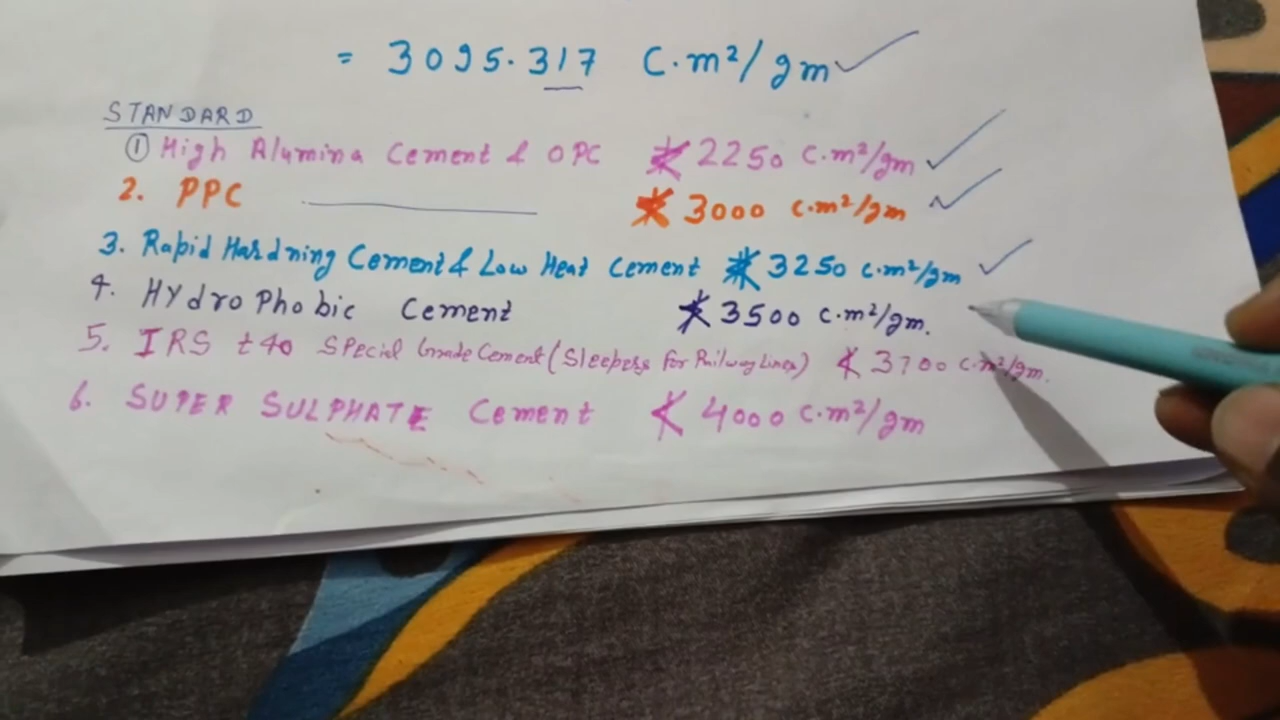 = 3095.317 C.m²/gm ✓
STANDARD
① High Alumina Cement & OPC ≮ 2250 C.m²/gm ✓
2. PPC ≮ 3000 C.m²/gm ✓
3. Rapid Hardning Cement & Low Heat Cement ≮ 3250 C.m²/gm ✓
4. HYdroPhobic Cement ≮ 3500 C.m²/gm.
5. IRS t40 SPecial Grade Cement (Sleepers for Railway Lines) ≮ 3700 C.m²/gm.
6. SUPER SULPHATE Cement ≮ 4000 C.m²/gm